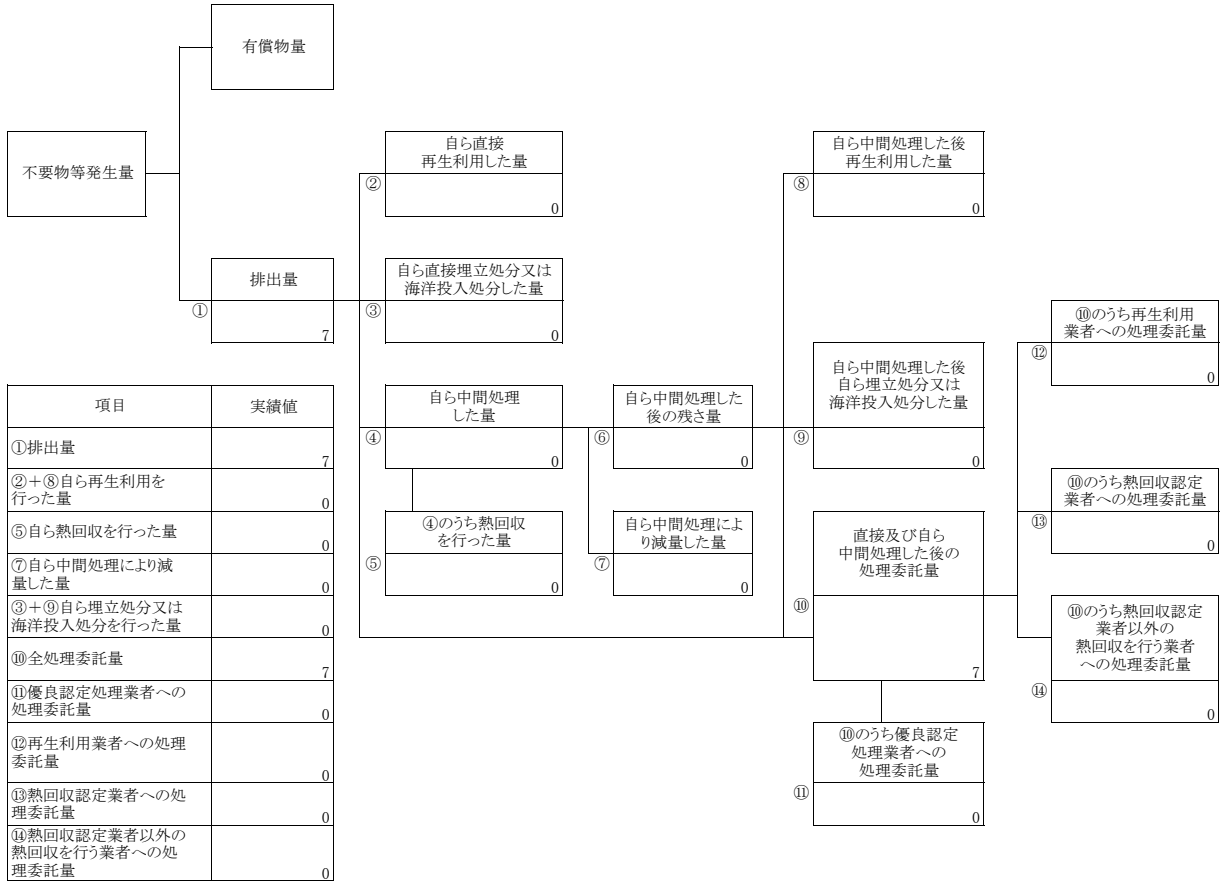 有償物量
不要物等発生量
自ら直接
再生利用した量
②
0
自ら中間処理した後
再生利用した量
⑧
0
排出量
①
7
自ら直接埋立処分又は
海洋投入処分した量
③
0
⑩のうち再生利用
業者への処理委託量
⑫
0
自ら中間処理した後
自ら埋立処分又は
海洋投入処分した量
⑨
0
自ら中間処理
した量
④
0
自ら中間処理した
後の残さ量
⑥
0
④のうち熱回収
を行った量
⑤
0
自ら中間処理によ
り減量した量
⑦
0
直接及び自ら
中間処理した後の
処理委託量
⑩
7
⑩のうち熱回収認定
業者への処理委託量
⑬
0
⑩のうち熱回収認定
業者以外の
熱回収を行う業者
への処理委託量
⑭
0
⑩のうち優良認定
処理業者への
処理委託量
⑪
0
項目 実績値
①排出量 7
②＋⑧自ら再生利用を
行った量 0
⑤自ら熱回収を行った量 0
⑦自ら中間処理により減
量した量 0
③＋⑨自ら埋立処分又は
海洋投入処分を行った量 0
⑩全処理委託量 7
⑪優良認定処理業者への
処理委託量 0
⑫再生利用業者への処理
委託量 0
⑬熱回収認定業者への処
理委託量 0
⑭熱回収認定業者以外の
熱回収を行う業者への処
理委託量 0